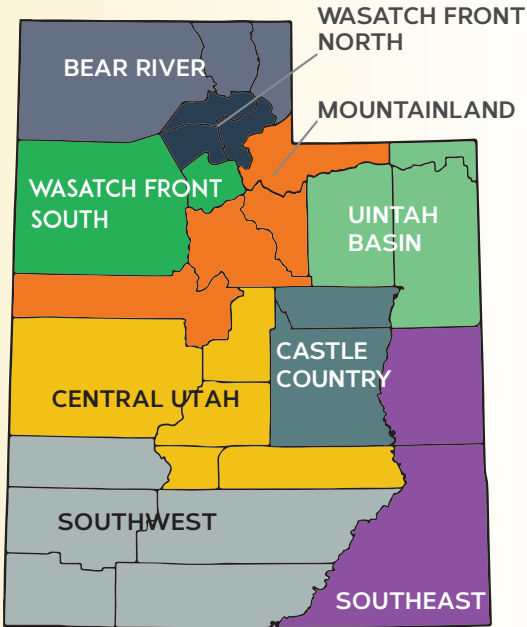 WASATCH FRONT
NORTH
BEAR RIVER
MOUNTAINLAND
WASATCH FRONT
SOUTH
UINTAH
BASIN
CASTLE
COUNTRY
CENTRAL UTAH
SOUTHWEST
SOUTHEAST